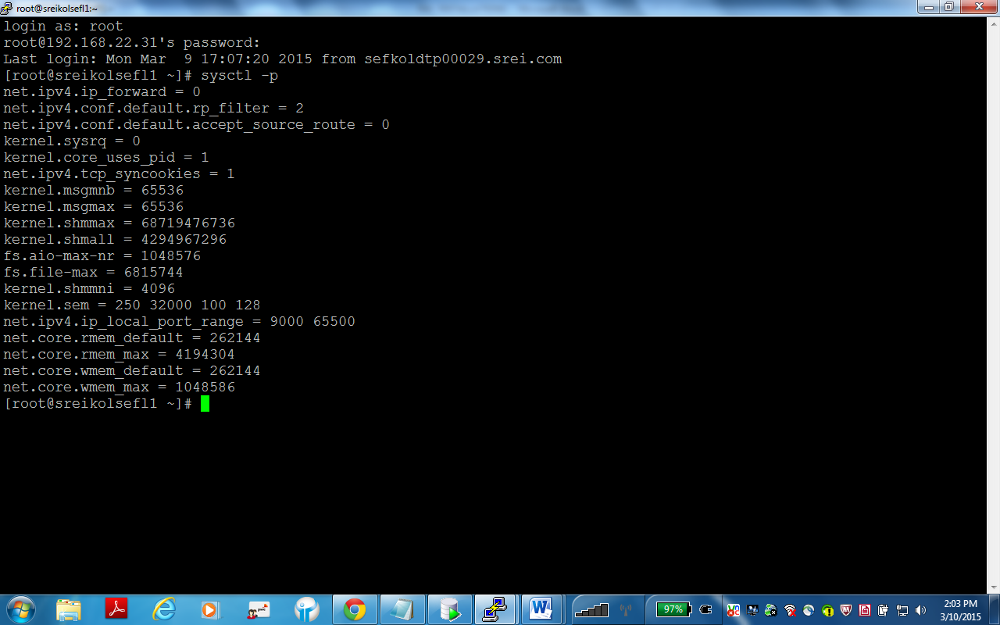 root@sreikolsefl1:~
login as: root
root@192.168.22.31's password:
Last login: Mon Mar  9 17:07:20 2015 from sefkoldtp00029.srei.com
[root@sreikolsefl1 ~]# sysctl -p
net.ipv4.ip_forward = 0
net.ipv4.conf.default.rp_filter = 2
net.ipv4.conf.default.accept_source_route = 0
kernel.sysrq = 0
kernel.core_uses_pid = 1
net.ipv4.tcp_syncookies = 1
kernel.msgmnb = 65536
kernel.msgmax = 65536
kernel.shmmax = 68719476736
kernel.shmall = 4294967296
fs.aio-max-nr = 1048576
fs.file-max = 6815744
kernel.shmmni = 4096
kernel.sem = 250 32000 100 128
net.ipv4.ip_local_port_range = 9000 65500
net.core.rmem_default = 262144
net.core.rmem_max = 4194304
net.core.wmem_default = 262144
net.core.wmem_max = 1048586
[root@sreikolsefl1 ~]#
97%
2:03 PM
3/10/2015